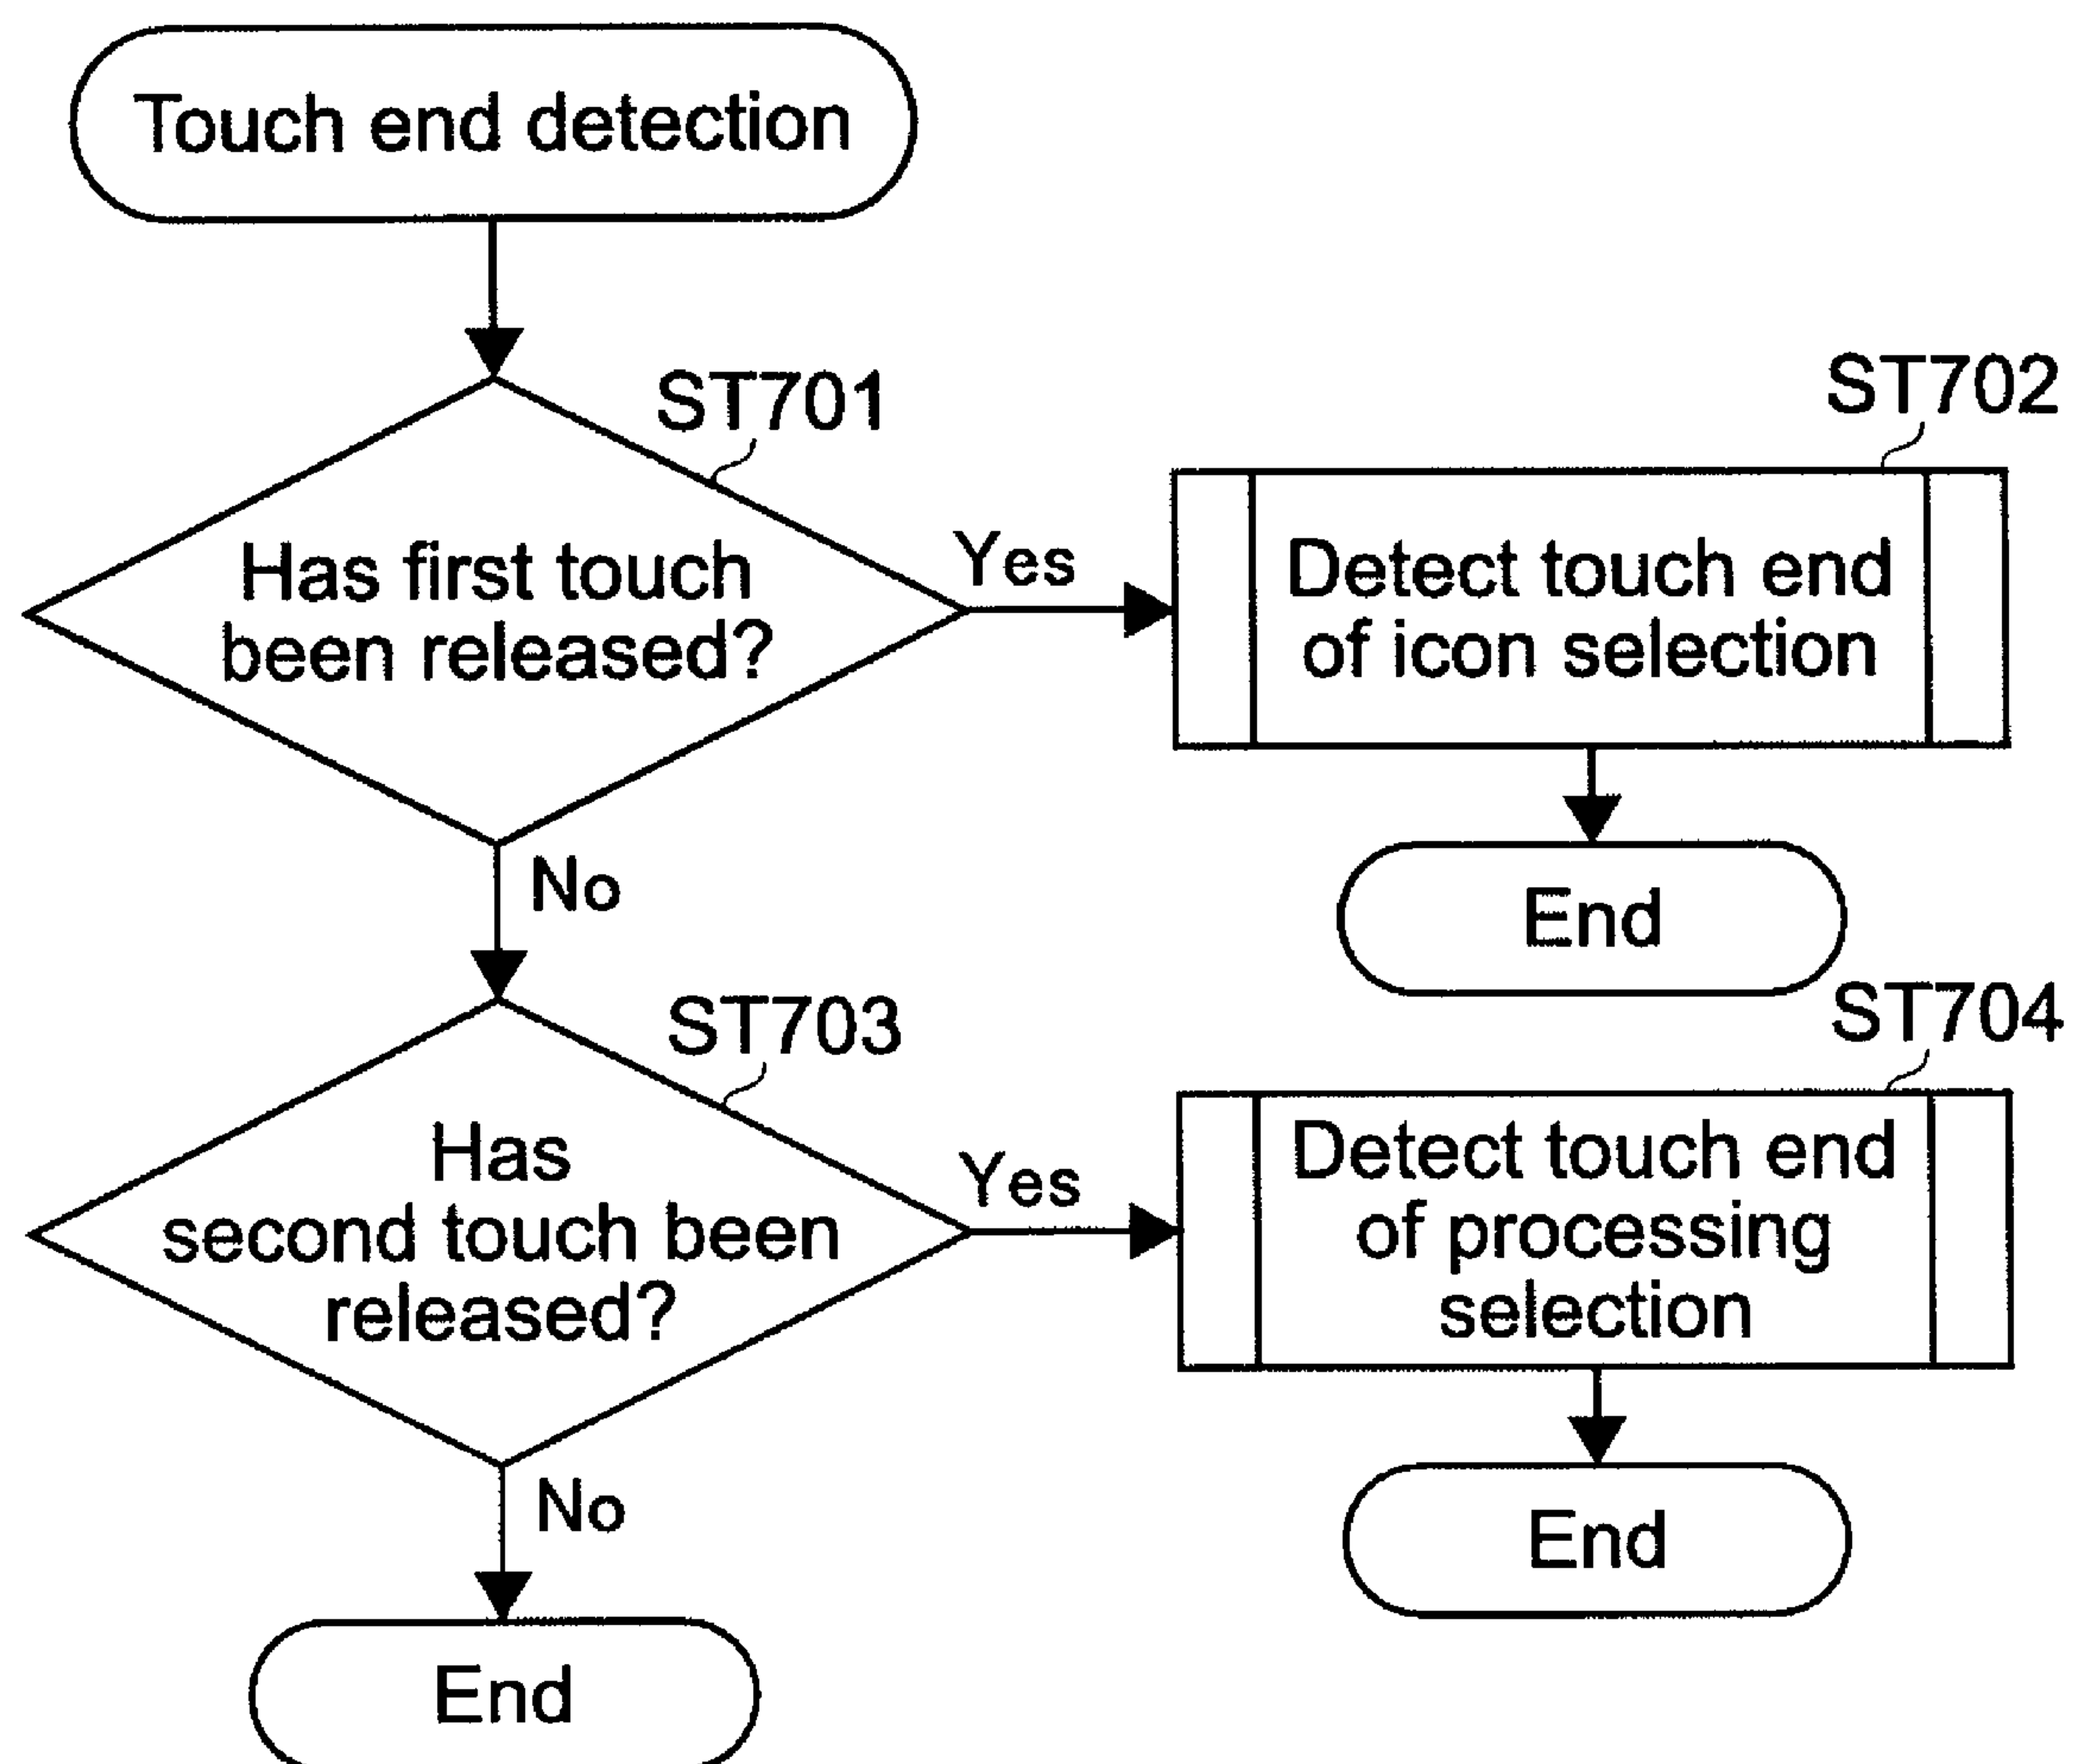 Touch end detection
ST701
Has first touch
been released?
Yes
ST702
Detect touch end
of icon selection
End
No
ST703
Has
second touch been
released?
Yes
ST704
Detect touch end
of processing
selection
End
No
End